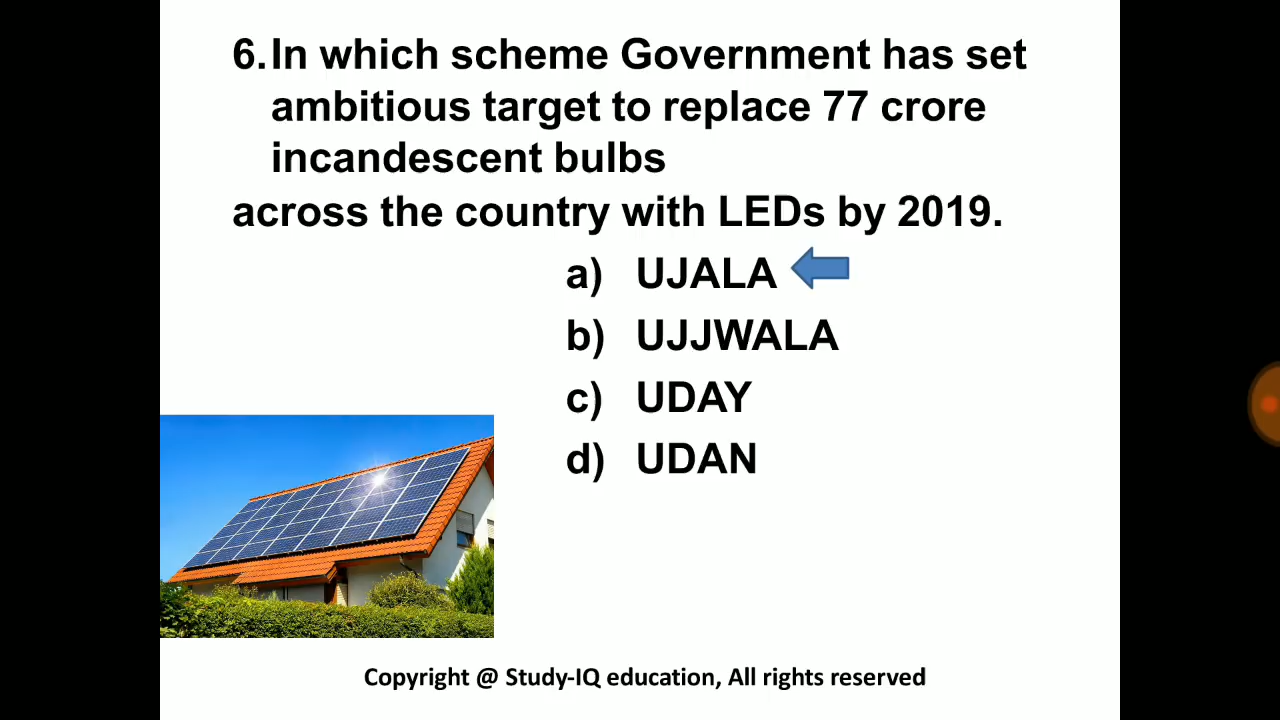 6. In which scheme Government has set
ambitious target to replace 77 crore
incandescent bulbs
across the country with LEDs by 2019.
a) UJALA
b) UJJWALA
c) UDAY
d) UDAN
Copyright @ Study-IQ education, All rights reserved